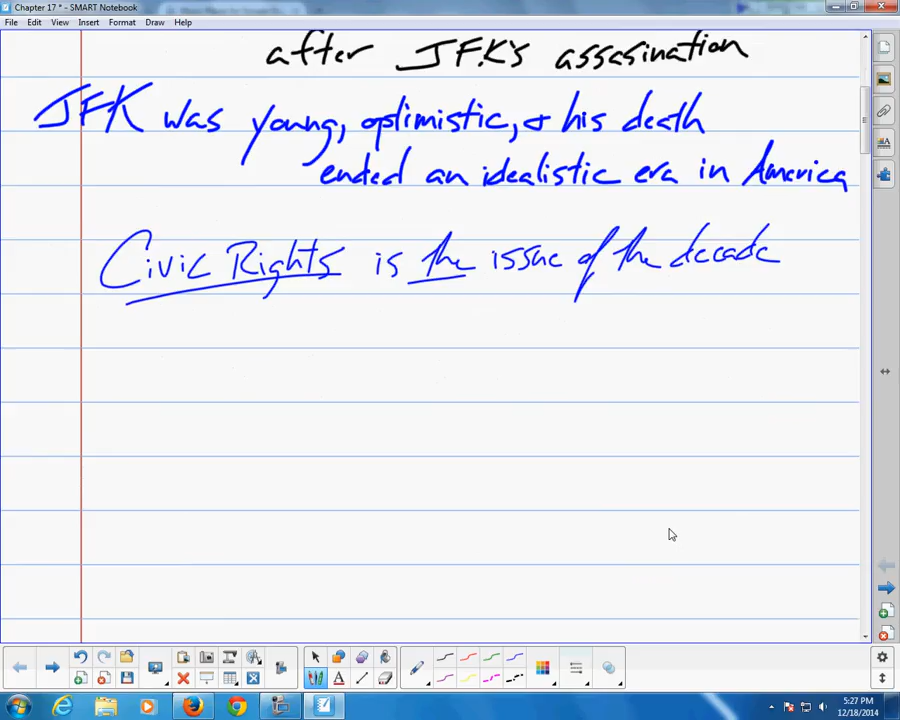 Chapter 17 * - SMART Notebook
File Edit View Insert Format Draw Help
after JFK's assasination
JFK was young, optimistic, & his death
ended an idealistic era in America
Civic Rights is the issue of the decade
5:27 PM
12/18/2014